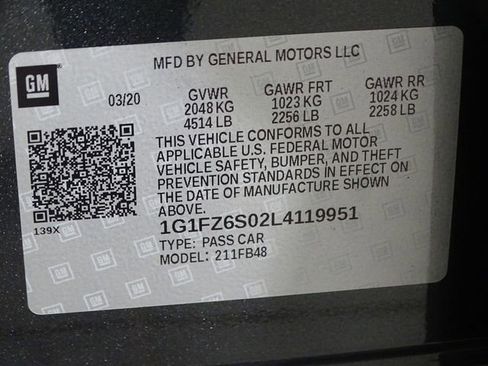 MFD BY GENERAL MOTORS LLC
GM
03/20 GVWR GAWR FRT GAWR RR
2048 KG 1023 KG 1024 KG
4514 LB 2256 LB 2258 LB
THIS VEHICLE CONFORMS TO ALL
APPLICABLE U.S. FEDERAL MOTOR
VEHICLE SAFETY, BUMPER, AND THEFT
PREVENTION STANDARDS IN EFFECT ON
THE DATE OF MANUFACTURE SHOWN
ABOVE.
139X
1G1FZ6S02L4119951
TYPE: PASS CAR
MODEL: 211FB48